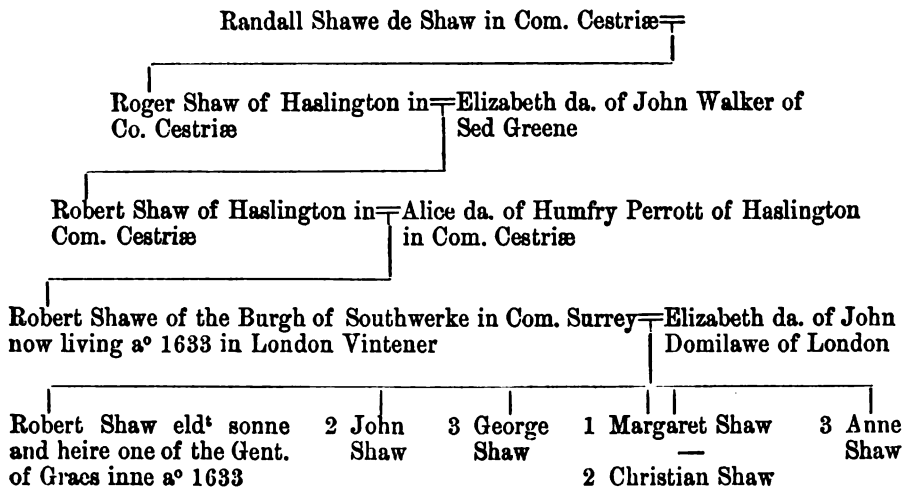 Randall Shawe de Shaw in Com. Cestriæ
Roger Shaw of Haslington in Elizabeth da. of John Walker of
Co. Cestriæ Sed Greene
Robert Shaw of Haslington in Alice da. of Humfry Perrott of Haslington
Com. Cestriæ in Com. Cestriæ
Robert Shawe of the Burgh of Southwerke in Com. Surrey Elizabeth da. of John
now living aº 1633 in London Vintener Domilawe of London
Robert Shaw eldᵗ sonne 2 John 3 George 1 Margaret Shaw 3 Anne
and heire one of the Gent. Shaw Shaw Shaw
of Graes inne aº 1633 2 Christian Shaw